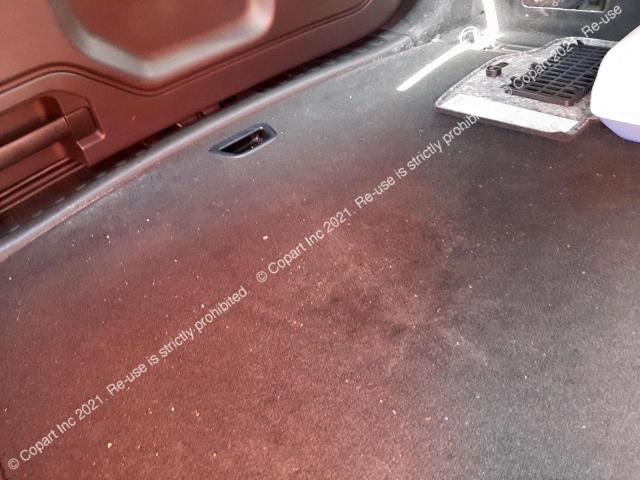 © Copart Inc 2021. Re-use is strictly prohibited.
© Copart Inc 2021. Re-use is strictly prohibited.
© Copart Inc 2021. Re-use